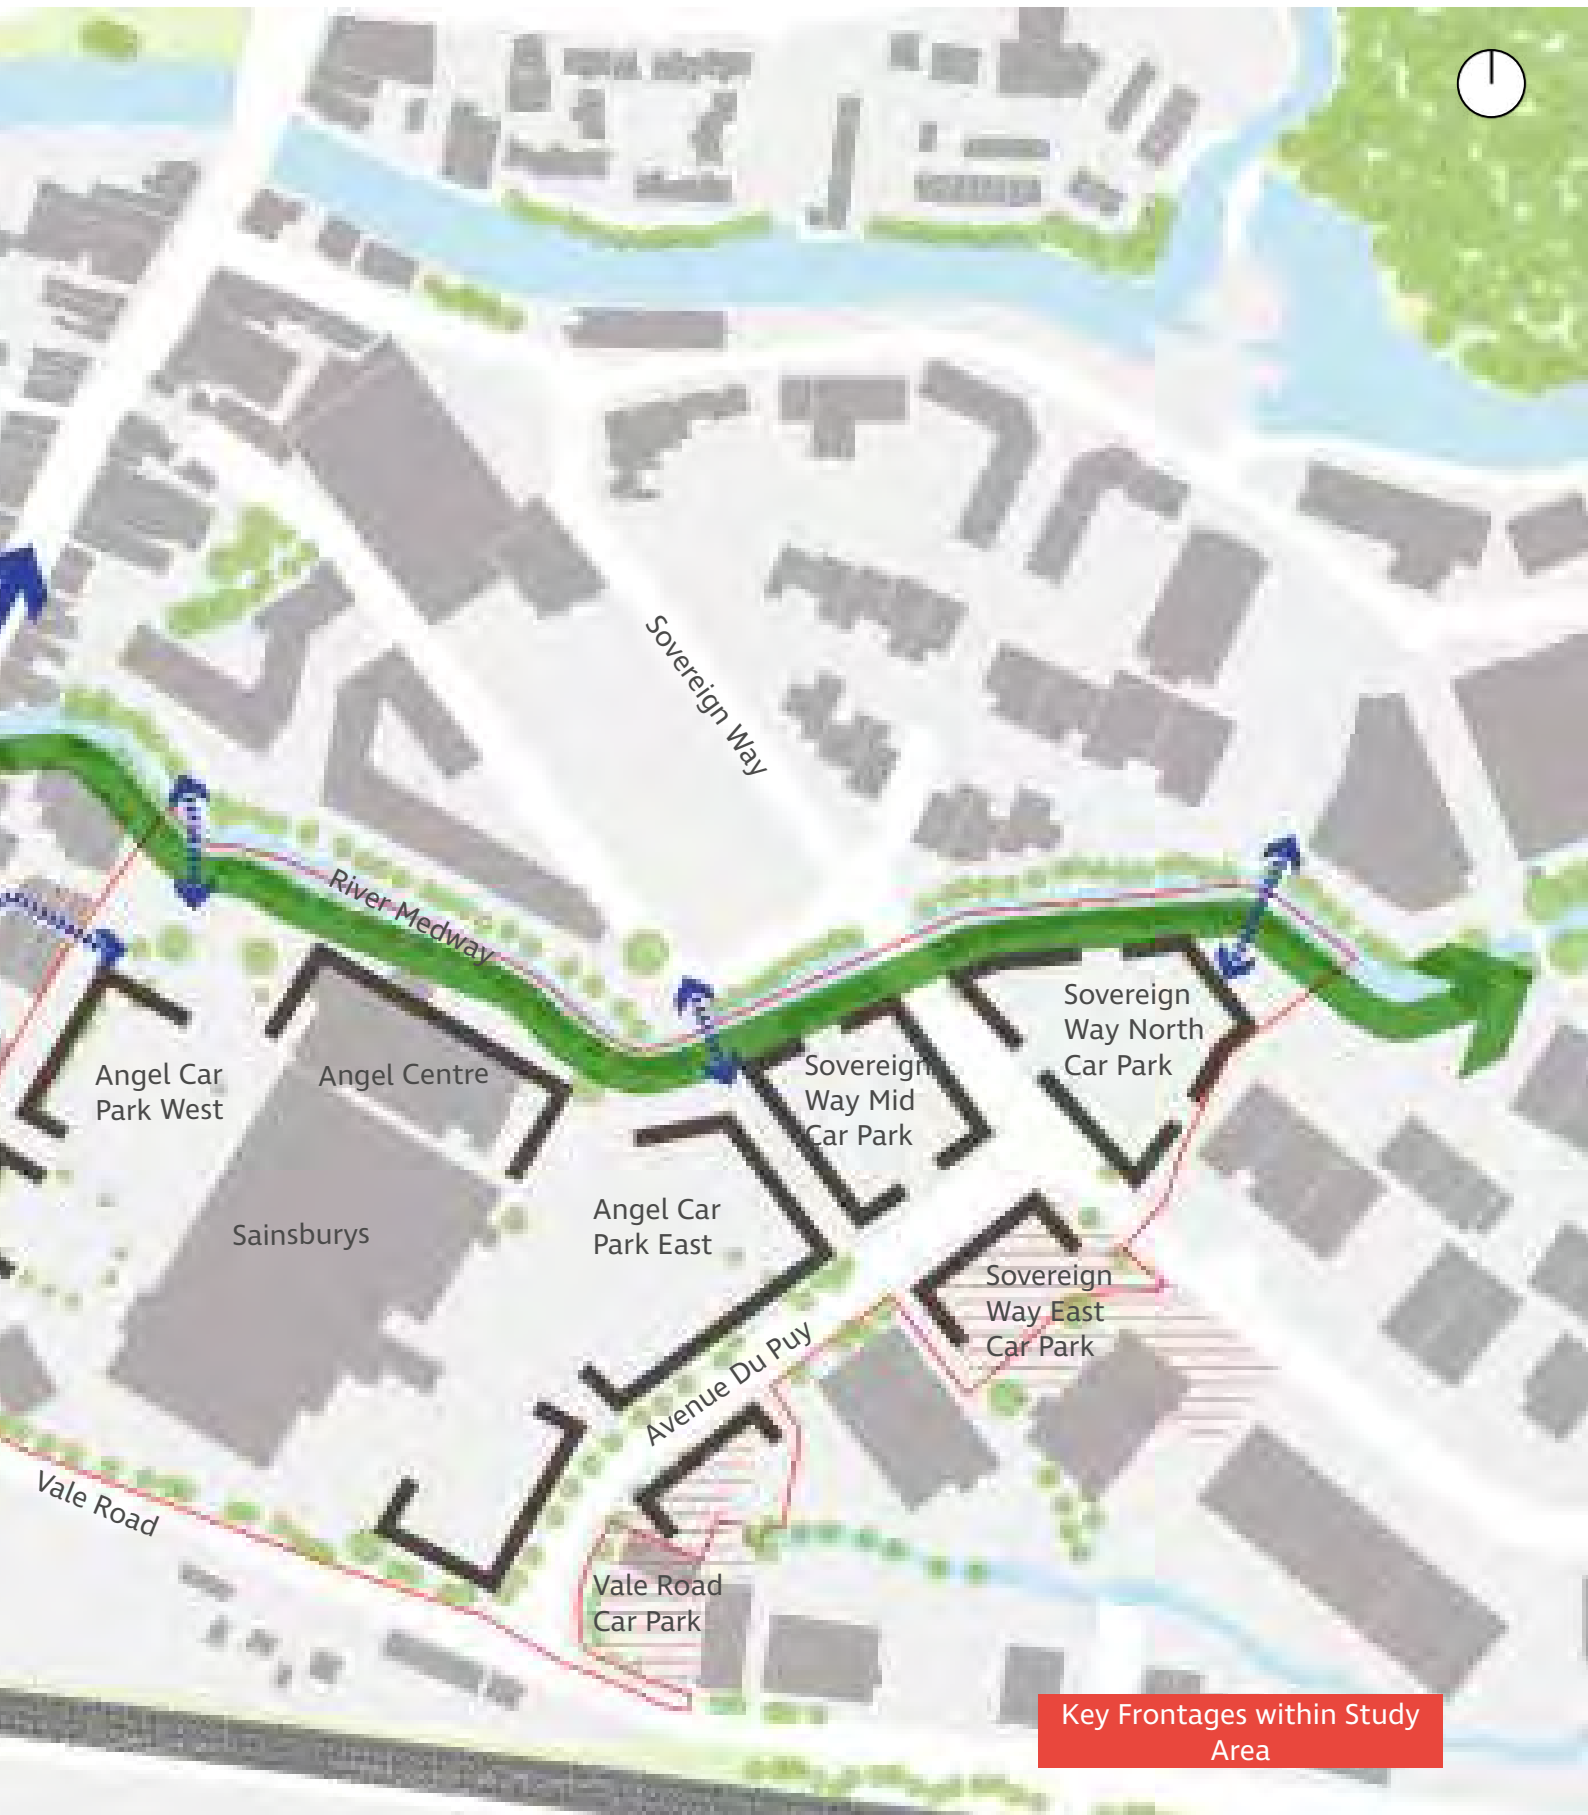 Sovereign Way
River Medway
Sovereign
Way North
Car Park
Angel Car
Park West
Angel Centre
Sovereign
Way Mid
Car Park
Sainsburys
Angel Car
Park East
Sovereign
Way East
Car Park
Avenue Du Puy
Vale Road
Vale Road
Car Park
Key Frontages within Study
Area